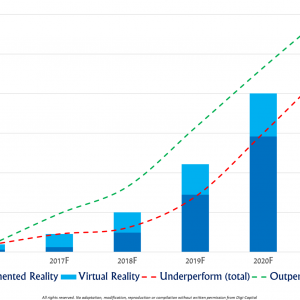 2017F 2018F 2019F 2020F
ented Reality Virtual Reality Underperform (total) Outpe
All rights reserved. No adaptation, modification, reproduction or compilation without written permission from Digi-Capital